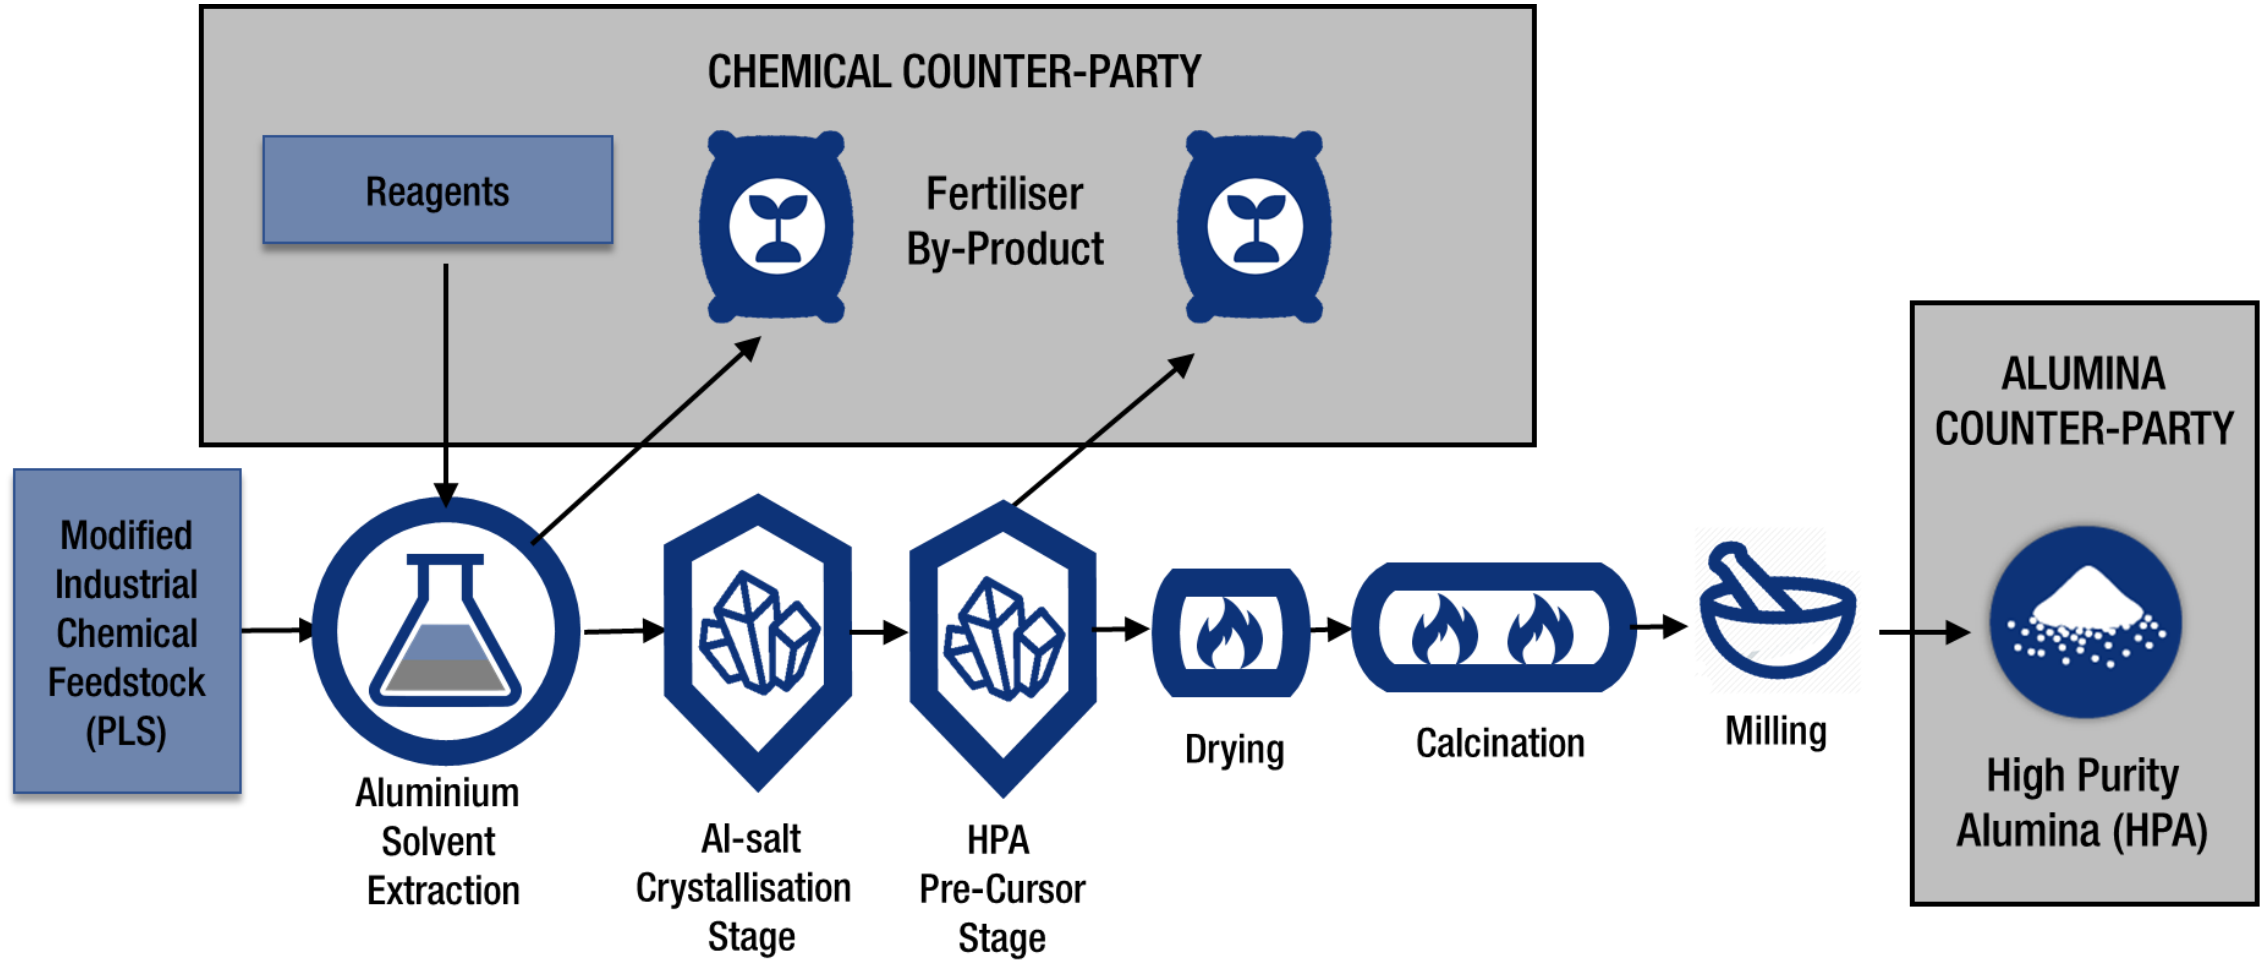 CHEMICAL COUNTER-PARTY
Reagents
Fertiliser
By-Product
Modified
Industrial
Chemical
Feedstock
(PLS)
Aluminium
Solvent
Extraction
Al-salt
Crystallisation
Stage
HPA
Pre-Cursor
Stage
Drying
Calcination
Milling
ALUMINA
COUNTER-PARTY
High Purity
Alumina (HPA)